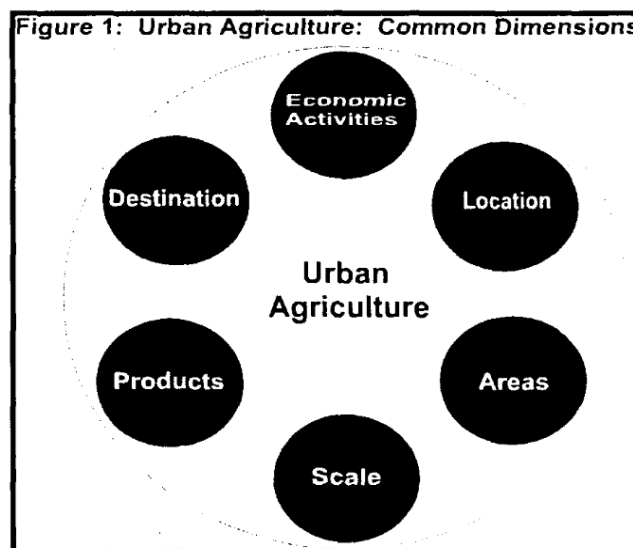 Figure 1: Urban Agriculture: Common Dimensions
Economic
Activities
Destination
Location
Urban
Agriculture
Products
Areas
Scale